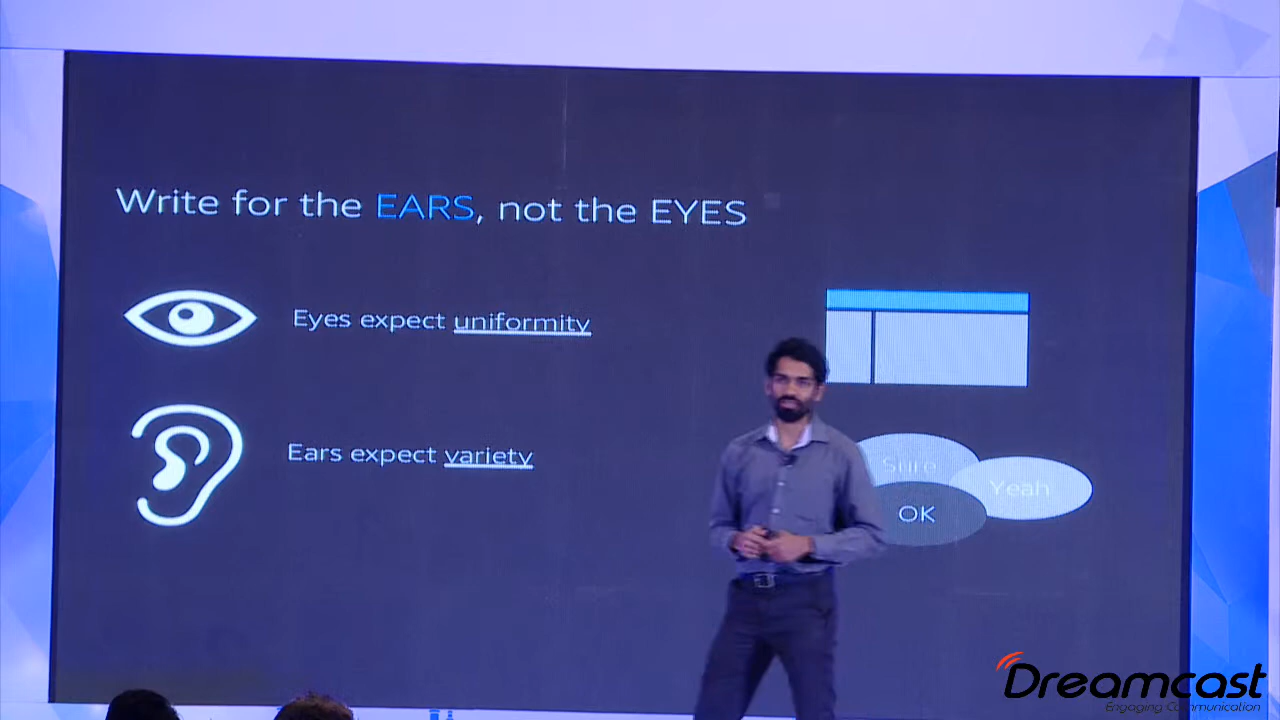 Write for the EARS, not the EYES
Eyes expect uniformity
Ears expect variety
Sure
Yeah
OK
Dreamcast
Engaging Communication